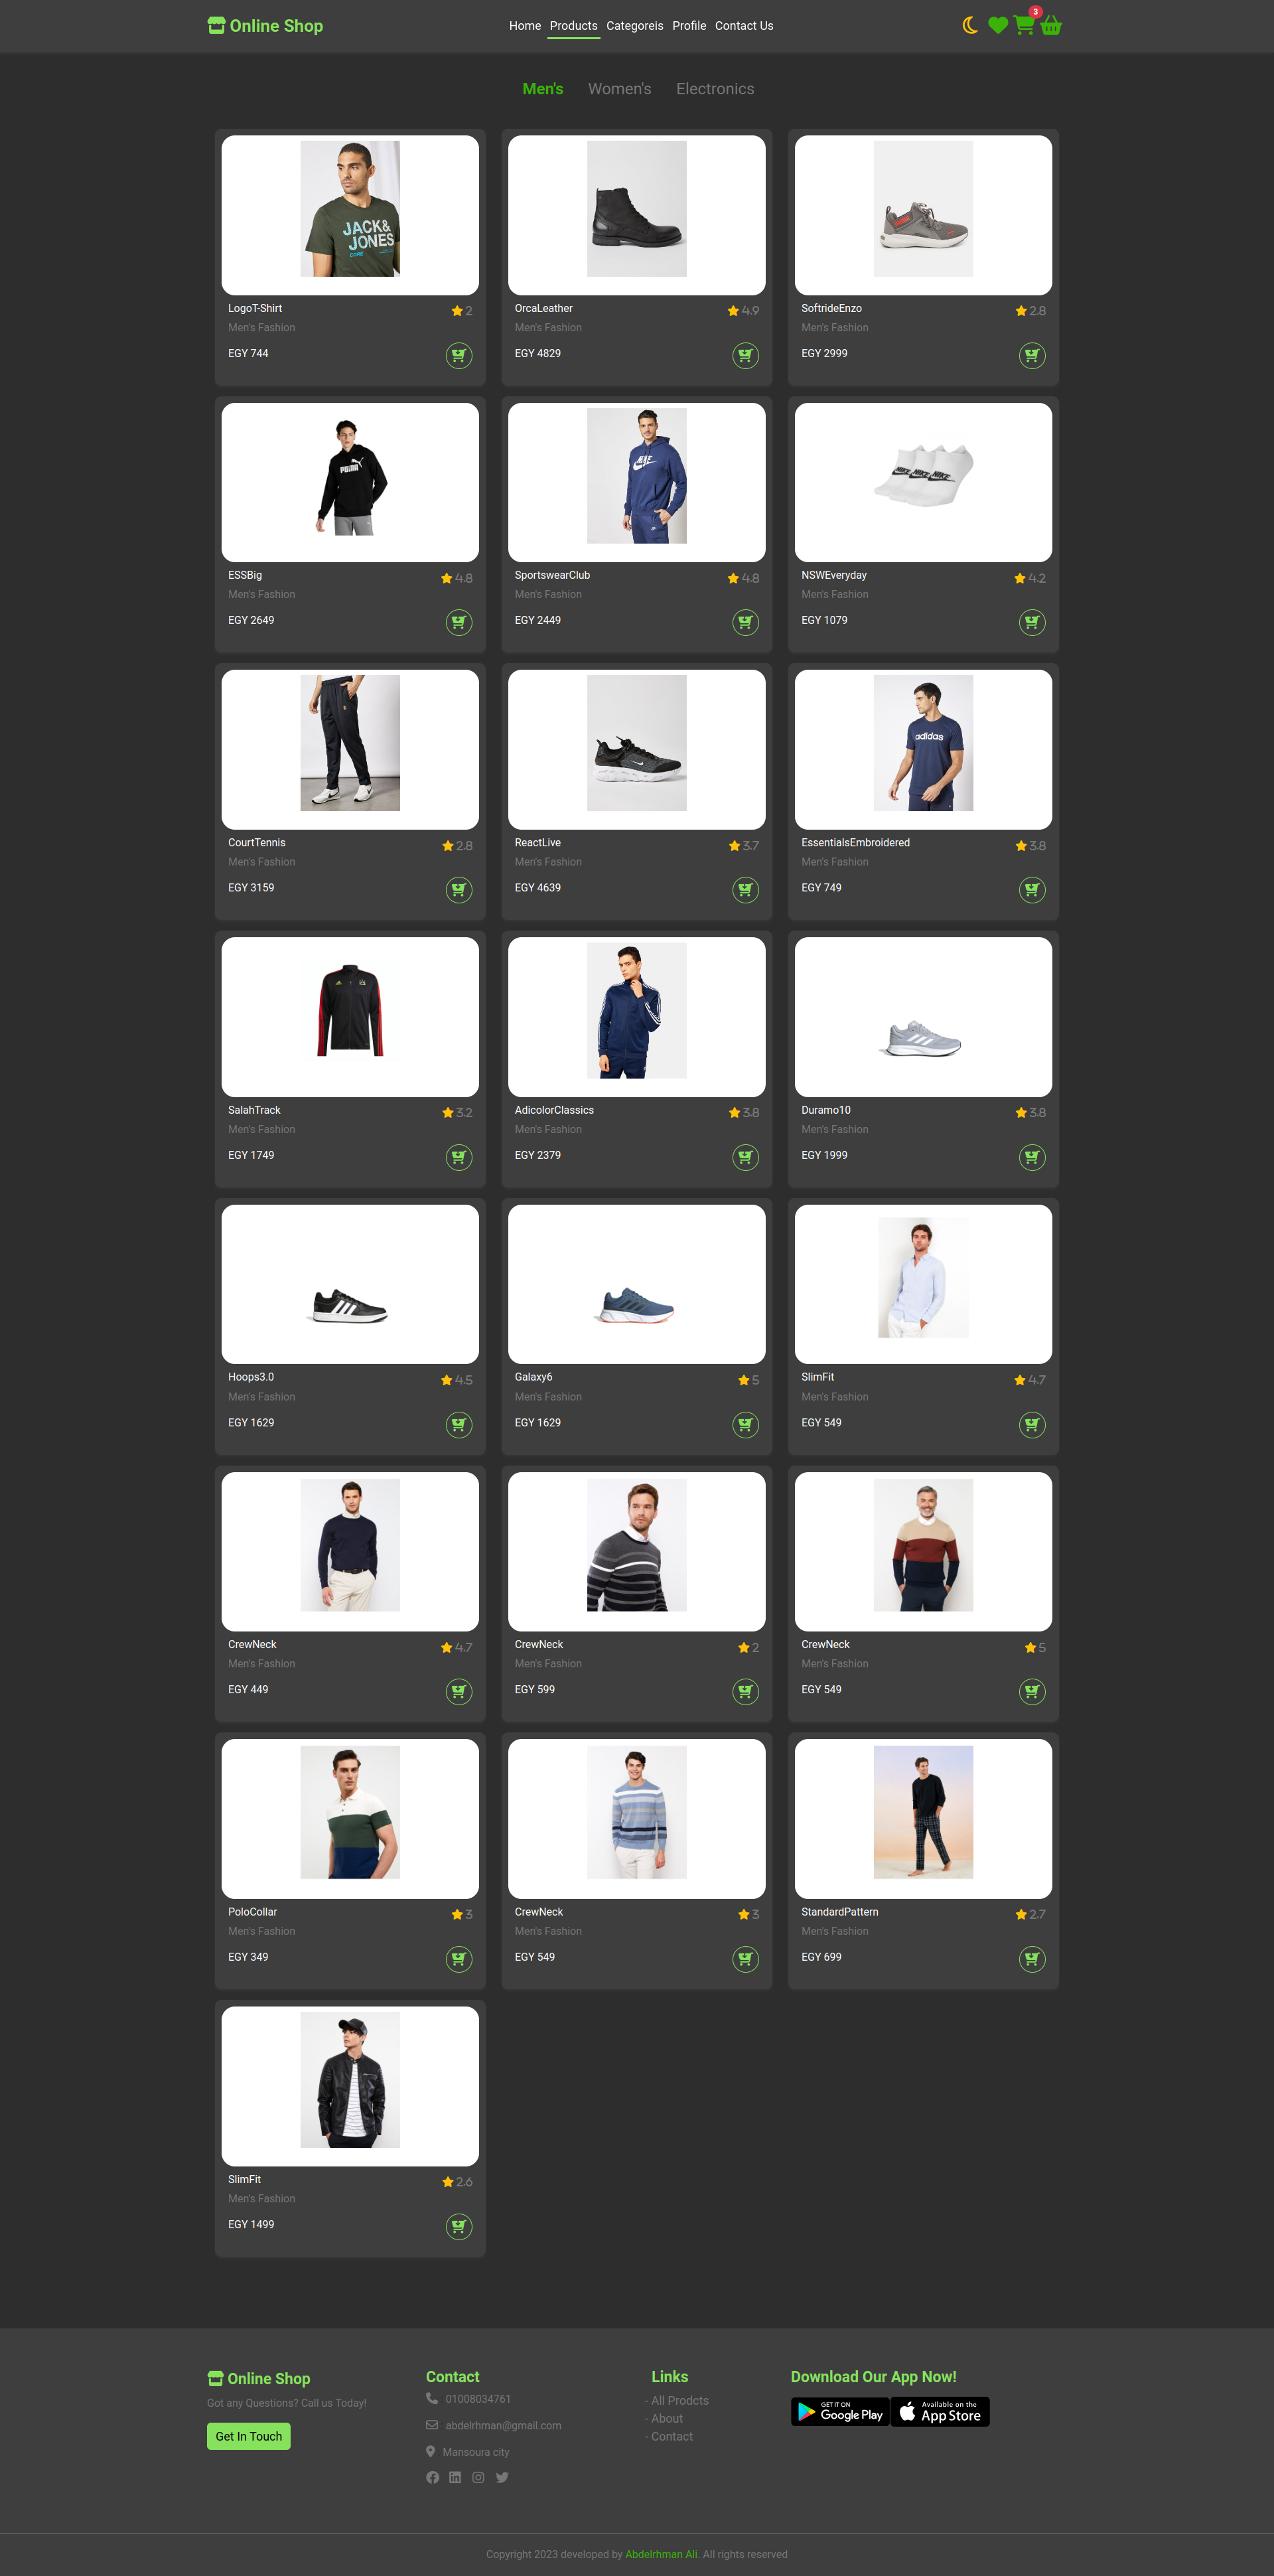 Online Shop
Home Products Categoreis Profile Contact Us
3
Men's Women's Electronics
JACK&
JONES
CORE
LogoT-Shirt 2
Men's Fashion
EGY 744
OrcaLeather 4.9
Men's Fashion
EGY 4829
SoftrideEnzo 2.8
Men's Fashion
EGY 2999
PUMA
ESSBig 4.8
Men's Fashion
EGY 2649
NIKE
SportswearClub 4.8
Men's Fashion
EGY 2449
NIKE NIKE NIKE
NSWEveryday 4.2
Men's Fashion
EGY 1079
CourtTennis 2.8
Men's Fashion
EGY 3159
ReactLive 3.7
Men's Fashion
EGY 4639
adidas
EssentialsEmbroidered 3.8
Men's Fashion
EGY 749
SalahTrack 3.2
Men's Fashion
EGY 1749
AdicolorClassics 3.8
Men's Fashion
EGY 2379
Duramo10 3.8
Men's Fashion
EGY 1999
Hoops3.0 4.5
Men's Fashion
EGY 1629
Galaxy6 5
Men's Fashion
EGY 1629
SlimFit 4.7
Men's Fashion
EGY 549
CrewNeck 4.7
Men's Fashion
EGY 449
CrewNeck 2
Men's Fashion
EGY 599
CrewNeck 5
Men's Fashion
EGY 549
PoloCollar 3
Men's Fashion
EGY 349
CrewNeck 3
Men's Fashion
EGY 549
StandardPattern 2.7
Men's Fashion
EGY 699
SlimFit 2.6
Men's Fashion
EGY 1499
Online Shop
Got any Questions? Call us Today!
Get In Touch
Contact
01008034761
abdelrhman@gmail.com
Mansoura city
Links
- All Prodcts
- About
- Contact
Download Our App Now!
GET IT ON
Google Play
Available on the
App Store
Copyright 2023 developed by Abdelrhman Ali. All rights reserved